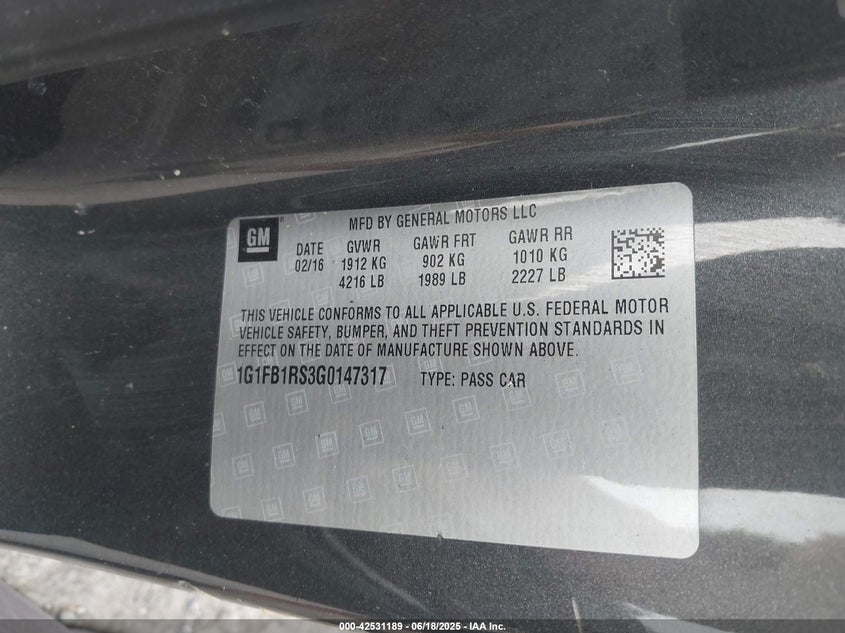 GM
MFD BY GENERAL MOTORS LLC
DATE GVWR GAWR FRT GAWR RR
02/16 1912 KG 902 KG 1010 KG
4216 LB 1989 LB 2227 LB
THIS VEHICLE CONFORMS TO ALL APPLICABLE U.S. FEDERAL MOTOR
VEHICLE SAFETY, BUMPER, AND THEFT PREVENTION STANDARDS IN
EFFECT ON THE DATE OF MANUFACTURE SHOWN ABOVE.
1G1FB1RS3G0147317 TYPE: PASS CAR
000-42531189 - 06/18/2025 - IAA Inc.